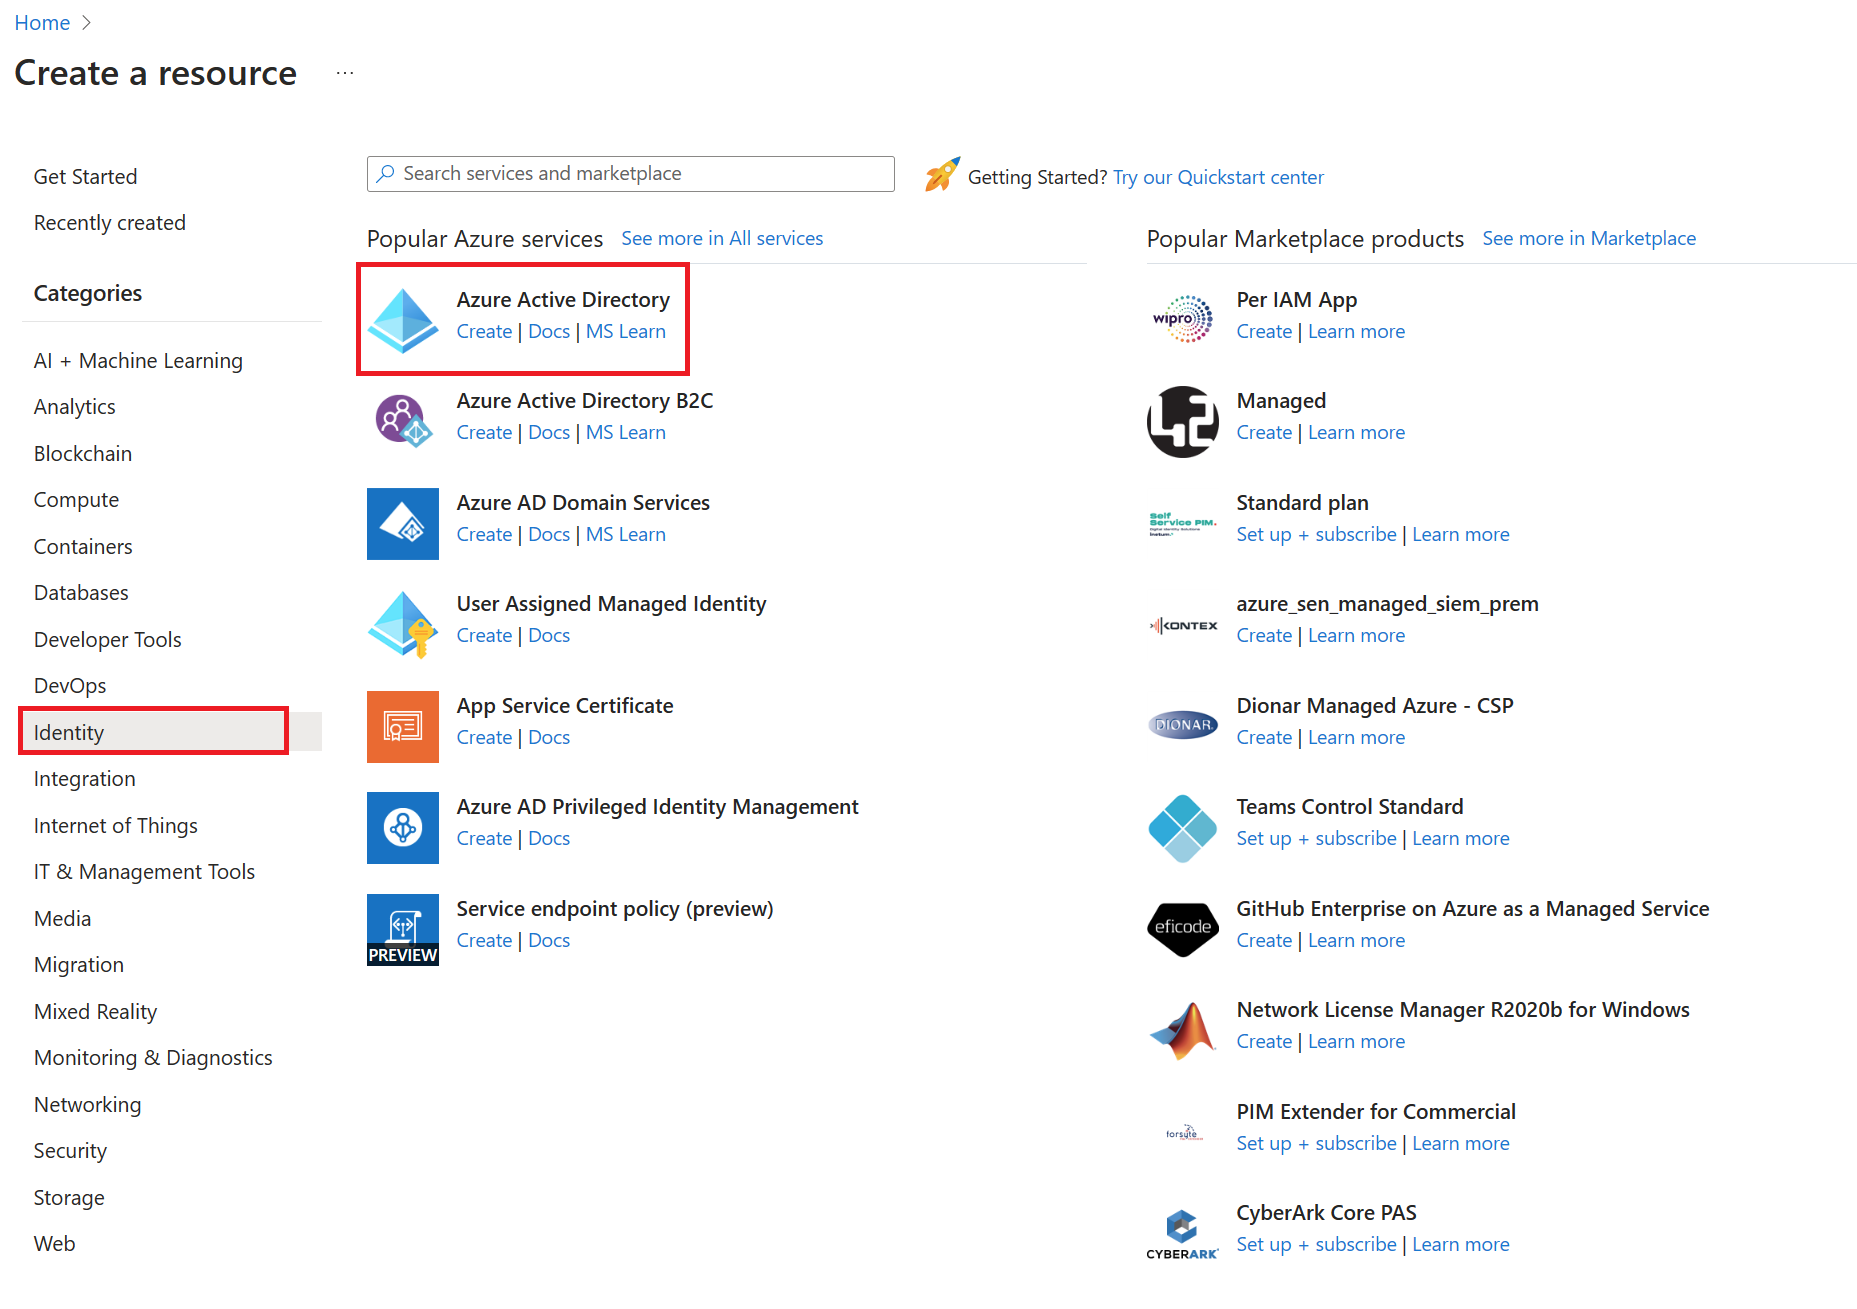 Home
Create a resource
...
Get Started
Recently created
Categories
AI + Machine Learning
Analytics
Blockchain
Compute
Containers
Databases
Developer Tools
DevOps
Identity
Integration
Internet of Things
IT & Management Tools
Media
Migration
Mixed Reality
Monitoring & Diagnostics
Networking
Security
Storage
Web
Search services and marketplace
Getting Started? Try our Quickstart center
Popular Azure services See more in All services
Azure Active Directory
Create | Docs | MS Learn
Azure Active Directory B2C
Create | Docs | MS Learn
Azure AD Domain Services
Create | Docs | MS Learn
User Assigned Managed Identity
Create | Docs
App Service Certificate
Create | Docs
Azure AD Privileged Identity Management
Create | Docs
PREVIEW
Service endpoint policy (preview)
Create | Docs
Popular Marketplace products See more in Marketplace
wipro
Per IAM App
Create | Learn more
42
Managed
Create | Learn more
Self
Service PIM.
Digital Identity Solutions
Inetum.
Standard plan
Set up + subscribe | Learn more
KONTEX
azure_sen_managed_siem_prem
Create | Learn more
DIONAR
Dionar Managed Azure - CSP
Create | Learn more
Teams Control Standard
Set up + subscribe | Learn more
eficode
GitHub Enterprise on Azure as a Managed Service
Create | Learn more
Network License Manager R2020b for Windows
Create | Learn more
forsyte
PIM Extender for Commercial
Set up + subscribe | Learn more
CYBERARK
CyberArk Core PAS
Set up + subscribe | Learn more